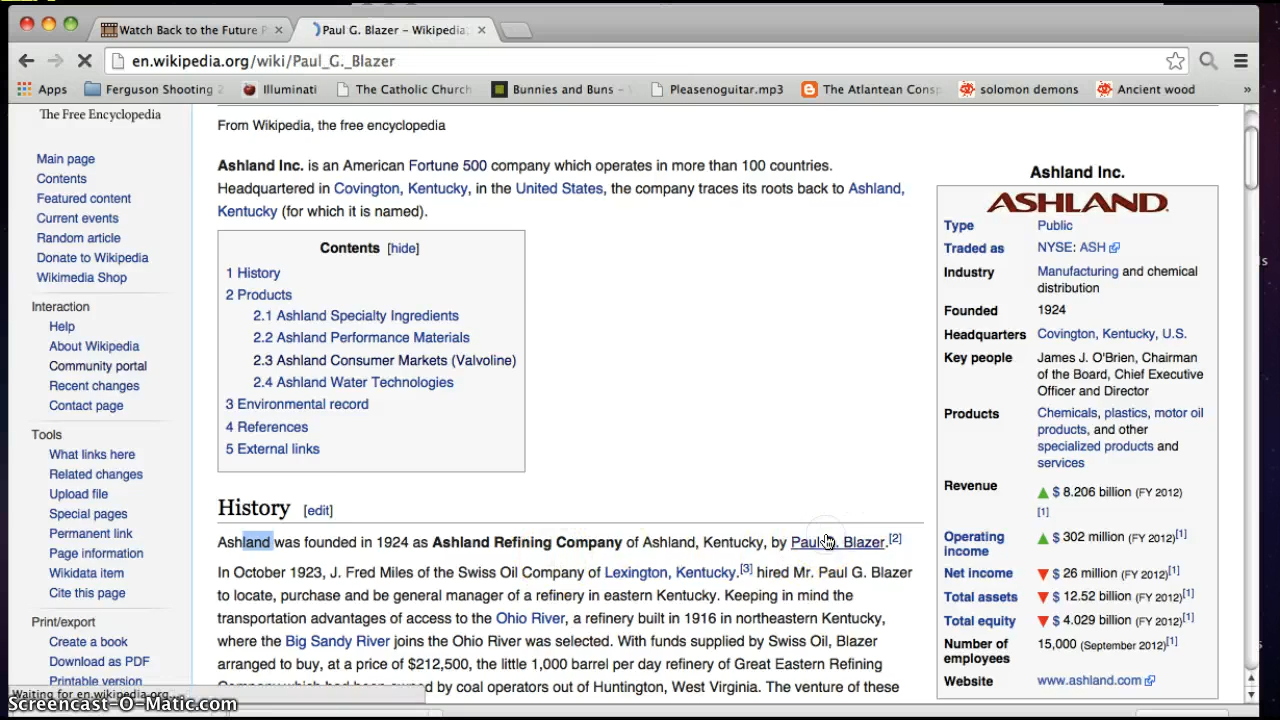 Watch Back to the Future P
Paul G. Blazer – Wikipedia
en.wikipedia.org/wiki/Paul_G._Blazer
Apps
Ferguson Shooting
Illuminati
The Catholic Churc
Bunnies and Buns –
Pleasenoguitar.mp3
The Atlantean Cons
solomon demons
Ancient wood
»
The Free Encyclopedia
Main page
Contents
Featured content
Current events
Random article
Donate to Wikipedia
Wikimedia Shop
Interaction
Help
About Wikipedia
Community portal
Recent changes
Contact page
Tools
What links here
Related changes
Upload file
Special pages
Permanent link
Page information
Wikidata item
Cite this page
Print/export
Create a book
Download as PDF
Printable version
From Wikipedia, the free encyclopedia
Ashland Inc. is an American Fortune 500 company which operates in more than 100 countries.
Headquartered in Covington, Kentucky, in the United States, the company traces its roots back to Ashland,
Kentucky (for which it is named).
Contents [hide]
1 History
2 Products
2.1 Ashland Specialty Ingredients
2.2 Ashland Performance Materials
2.3 Ashland Consumer Markets (Valvoline)
2.4 Ashland Water Technologies
3 Environmental record
4 References
5 External links
History [edit]
Ashland was founded in 1924 as Ashland Refining Company of Ashland, Kentucky, by Paul G. Blazer.[2]
In October 1923, J. Fred Miles of the Swiss Oil Company of Lexington, Kentucky.[3] hired Mr. Paul G. Blazer
to locate, purchase and be general manager of a refinery in eastern Kentucky. Keeping in mind the
transportation advantages of access to the Ohio River, a refinery built in 1916 in northeastern Kentucky,
where the Big Sandy River joins the Ohio River was selected. With funds supplied by Swiss Oil, Blazer
arranged to buy, at a price of $212,500, the little 1,000 barrel per day refinery of Great Eastern Refining
Company which had been owned by coal operators out of Huntington, West Virginia. The venture of these
Ashland Inc.
ASHLAND
Type Public
Traded as NYSE: ASH
Industry Manufacturing and chemical
distribution
Founded 1924
Headquarters Covington, Kentucky, U.S.
Key people James J. O'Brien, Chairman
of the Board, Chief Executive
Officer and Director
Products Chemicals, plastics, motor oil
products, and other
specialized products and
services
Revenue $ 8.206 billion (FY 2012)
[1]
Operating income $ 302 million (FY 2012)[1]
Net income $ 26 million (FY 2012)[1]
Total assets $ 12.52 billion (FY 2012)[1]
Total equity $ 4.029 billion (FY 2012)[1]
Number of employees 15,000 (September 2012)[1]
Website www.ashland.com
Waiting for en.wikipedia.org...
Screencast-O-Matic.com